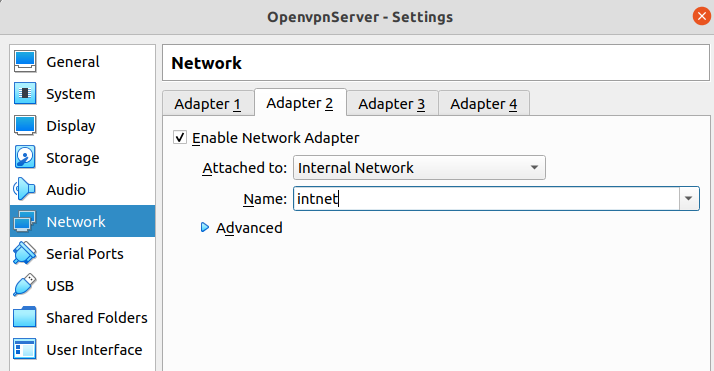 OpenvpnServer - Settings
General
System
Display
Storage
Audio
Network
Serial Ports
USB
Shared Folders
User Interface
Network
Adapter 1 Adapter 2 Adapter 3 Adapter 4
Enable Network Adapter
Attached to: Internal Network
Name: intnet
Advanced